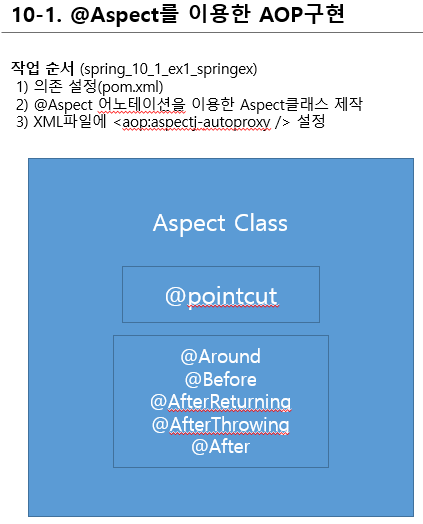 10-1. @Aspect를 이용한 AOP구현
작업 순서 (spring_10_1_ex1_springex)
1) 의존 설정(pom.xml)
2) @Aspect 어노테이션을 이용한 Aspect클래스 제작
3) XML파일에 <aop:aspectj-autoproxy /> 설정
Aspect Class
@pointcut
@Around
@Before
@AfterReturning
@AfterThrowing
@After